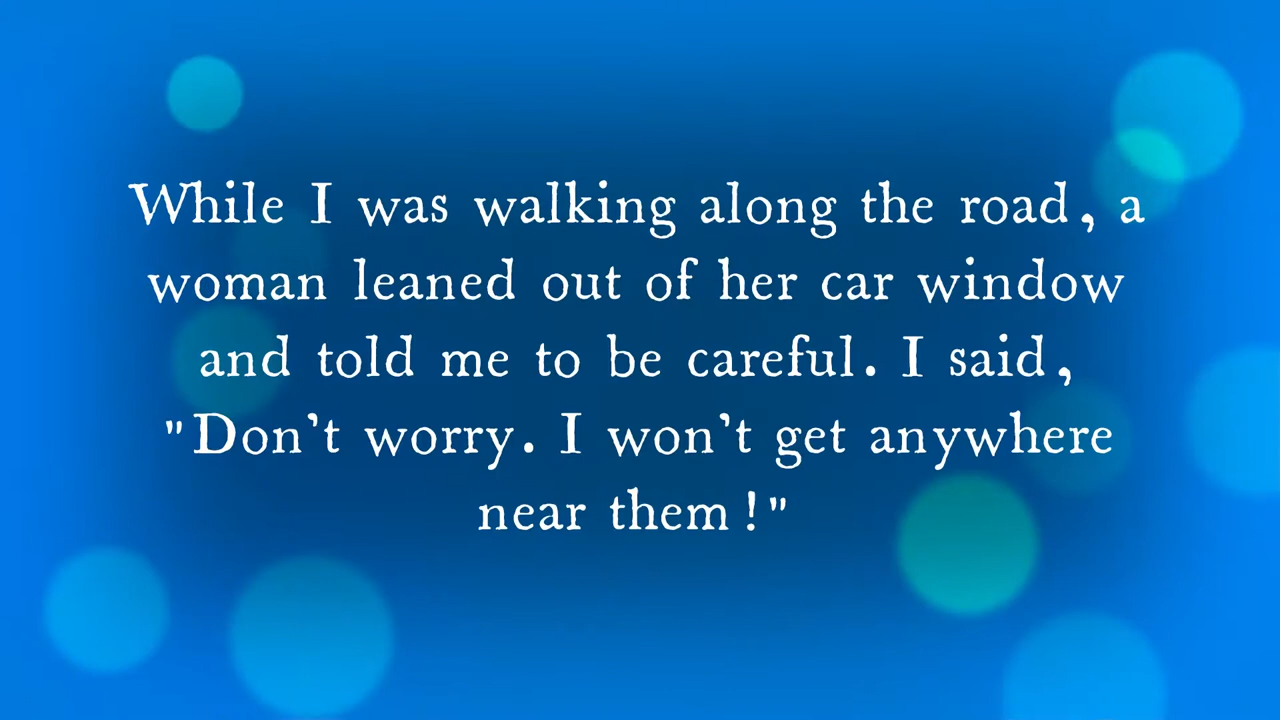 While I was walking along the road, a
woman leaned out of her car window
and told me to be careful. I said,
"Don't worry. I won't get anywhere
near them!"